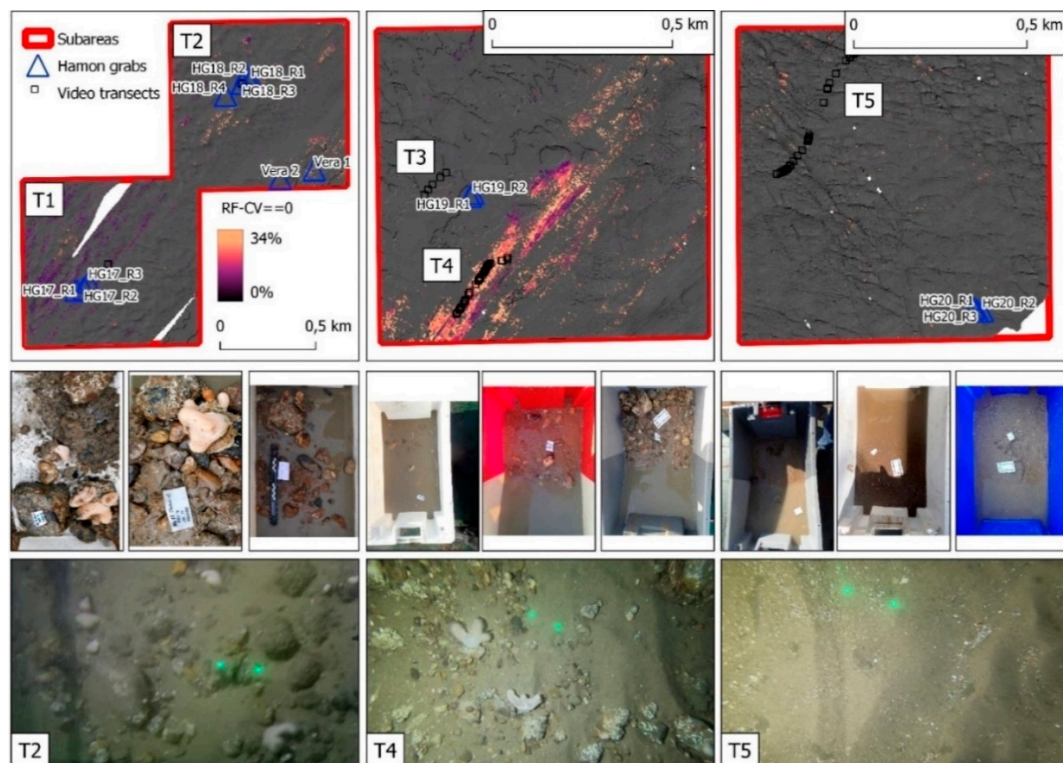 Subareas
Hamon grabs
Video transects
T2
HG18_R2
HG18_R1
HG18_R4
HG18_R3
Vera 2
Vera 1
T1
RF-CV==0
34%
0%
HG17_R3
HG17_R1
HG17_R2
0
0,5 km
0
0,5 km
T3
HG19_R2
HG19_R1
T4
0
0,5 km
T5
HG20_R1
HG20_R2
HG20_R3
T2
T4
T5